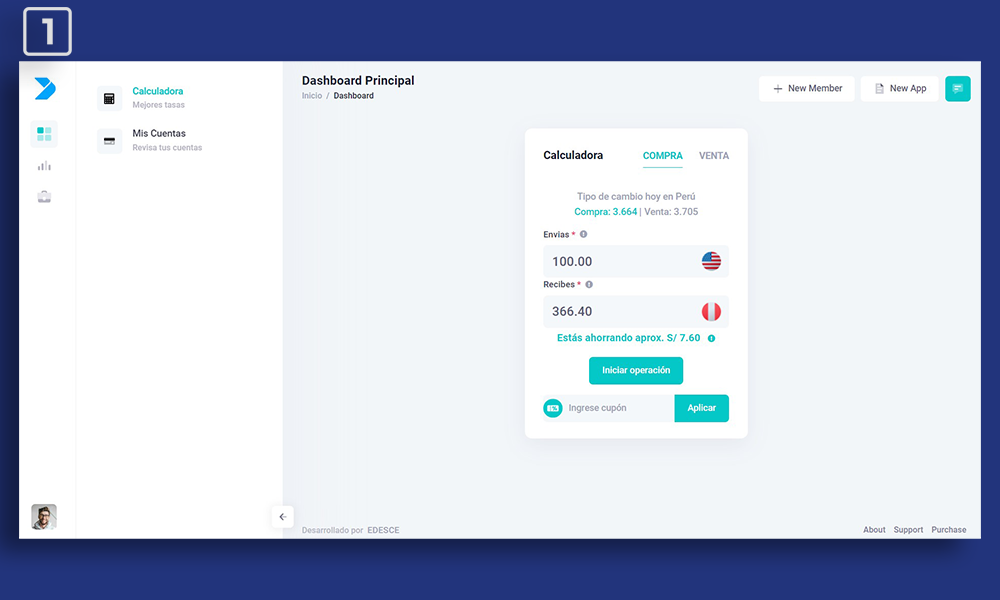 1
Calculadora
Mejores tasas
Mis Cuentas
Revisa tus cuentas
Dashboard Principal
Inicio / Dashboard
New Member
New App
Calculadora
COMPRA
VENTA
Tipo de cambio hoy en Perú
Compra: 3.664 | Venta: 3.705
Envías *
100.00
Recibes *
366.40
Estás ahorrando aprox. S/ 7.60
Iniciar operación
Ingrese cupón
Aplicar
Desarrollado por EDESCE
About
Support
Purchase